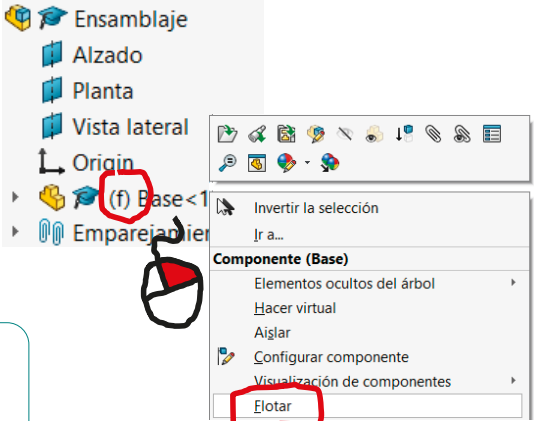 Ensamblaje
Alzado
Planta
Vista lateral
Origin
(f) Base<1
Emparejamier
Invertir la selección
Ir a...
Componente (Base)
Elementos ocultos del árbol
Hacer virtual
Aislar
Configurar componente
Visualización de componentes
Flotar